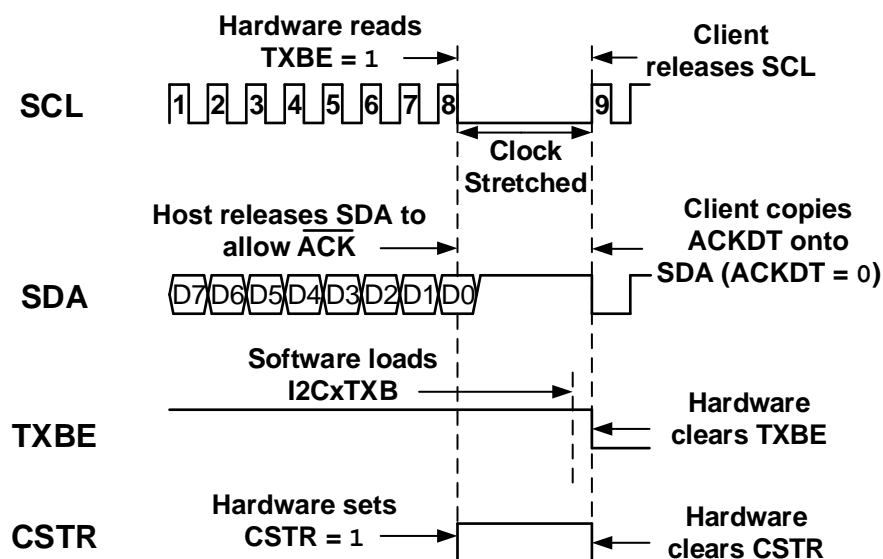 Hardware reads
TXBE = 1
Client
releases SCL
SCL
1 2 3 4 5 6 7 8 9
Clock
Stretched
Host releases SDA to
allow A̅C̅K̅
Client copies
ACKDT onto
SDA (ACKDT = 0)
SDA
D7 D6 D5 D4 D3 D2 D1 D0
Software loads
I2CxTXB
TXBE
Hardware
clears TXBE
Hardware sets
CSTR = 1
CSTR
Hardware
clears CSTR